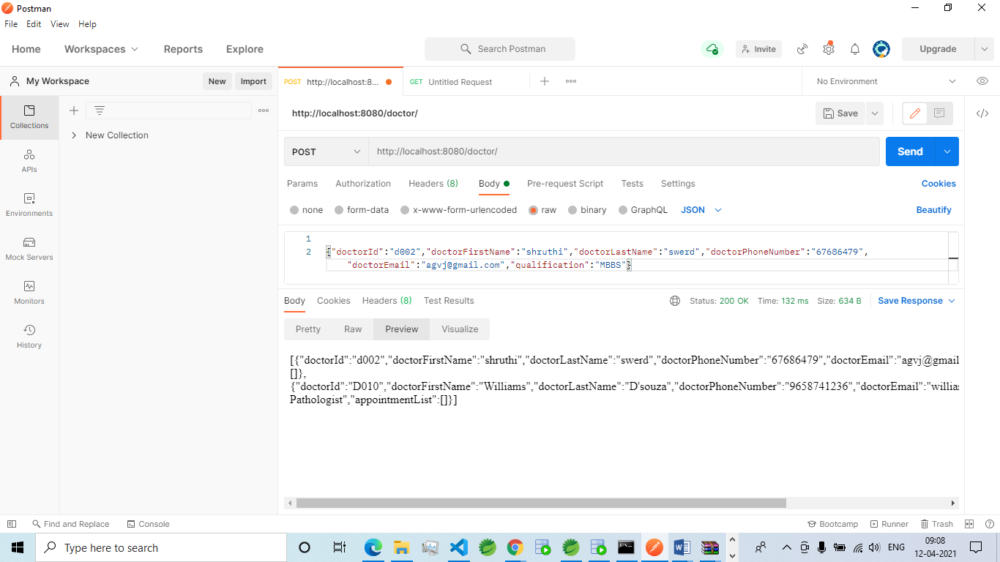 Postman
File Edit View Help
Home Workspaces Reports Explore Search Postman Invite Upgrade
My Workspace New Import POST http://localhost:8... GET Untitled Request No Environment
http://localhost:8080/doctor/ Save
Collections
New Collection
POST http://localhost:8080/doctor/ Send
APIs
Params Authorization Headers (8) Body Pre-request Script Tests Settings Cookies
Environments
none form-data x-www-form-urlencoded raw binary GraphQL JSON Beautify
1
2 {"doctorId":"d002","doctorFirstName":"shruthi","doctorLastName":"swerd","doctorPhoneNumber":"67686479",
"doctorEmail":"agvj@gmail.com","qualification":"MBBS"}
Mock Servers
Monitors
Body Cookies Headers (8) Test Results Status: 200 OK Time: 132 ms Size: 634 B Save Response
Pretty Raw Preview Visualize
History
[{"doctorId":"d002","doctorFirstName":"shruthi","doctorLastName":"swerd","doctorPhoneNumber":"67686479","doctorEmail":"agvj@gmail
[]},
{"doctorId":"D010","doctorFirstName":"Williams","doctorLastName":"D'souza","doctorPhoneNumber":"9658741236","doctorEmail":"willia
Pathologist","appointmentList":[]}]
Find and Replace Console Bootcamp Runner Trash
Type here to search ENG 09:08
12-04-2021